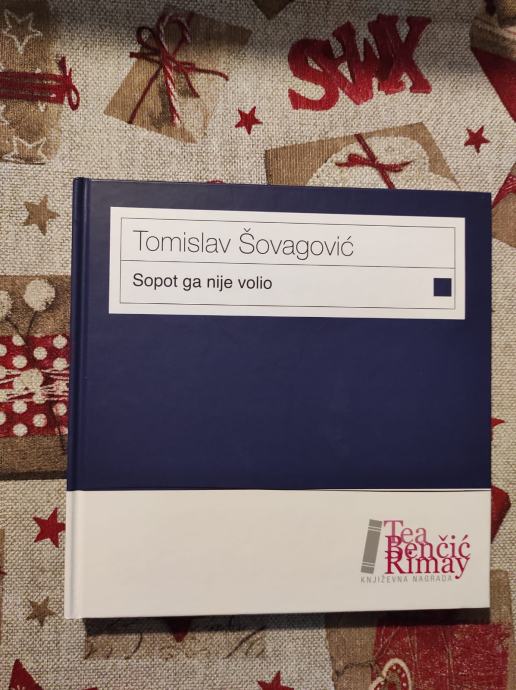 Tomislav Šovagović
Sopot ga nije volio
Tea
Benčić
Rimay
KNJIŽEVNA NAGRADA